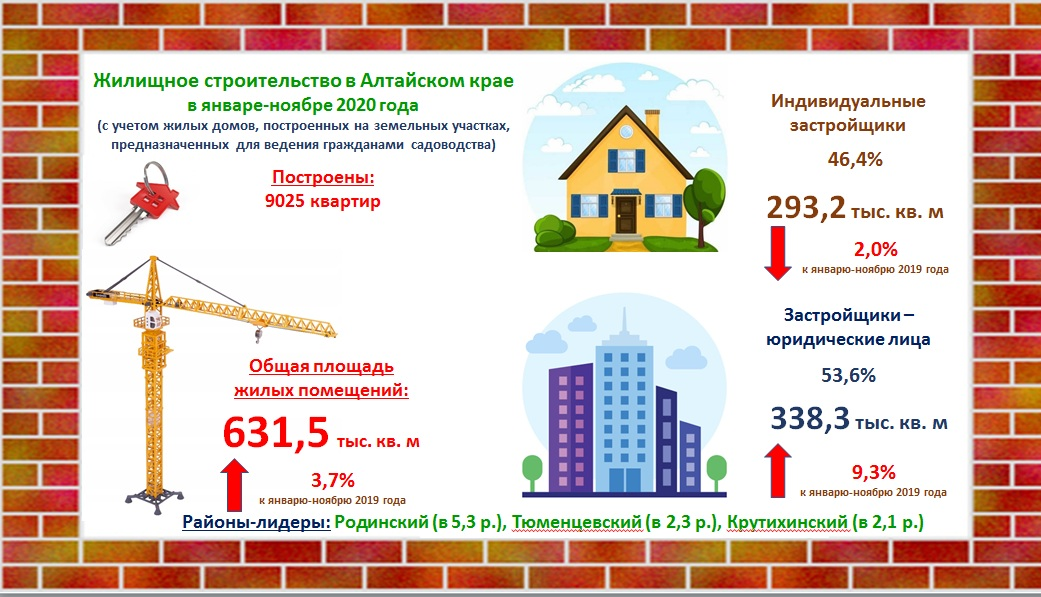 Жилищное строительство в Алтайском крае
в январе-ноябре 2020 года
(с учетом жилых домов, построенных на земельных участках,
предназначенных для ведения гражданами садоводства)
Построены:
9025 квартир
Общая площадь
жилых помещений:
631,5 тыс. кв. м
3,7%
к январю-ноябрю 2019 года
Индивидуальные
застройщики
46,4%
293,2 тыс. кв. м
2,0%
к январю-ноябрю 2019 года
Застройщики –
юридические лица
53,6%
338,3 тыс. кв. м
9,3%
к январю-ноябрю 2019 года
Районы-лидеры: Родинский (в 5,3 р.), Тюменцевский (в 2,3 р.), Крутихинский (в 2,1 р.)